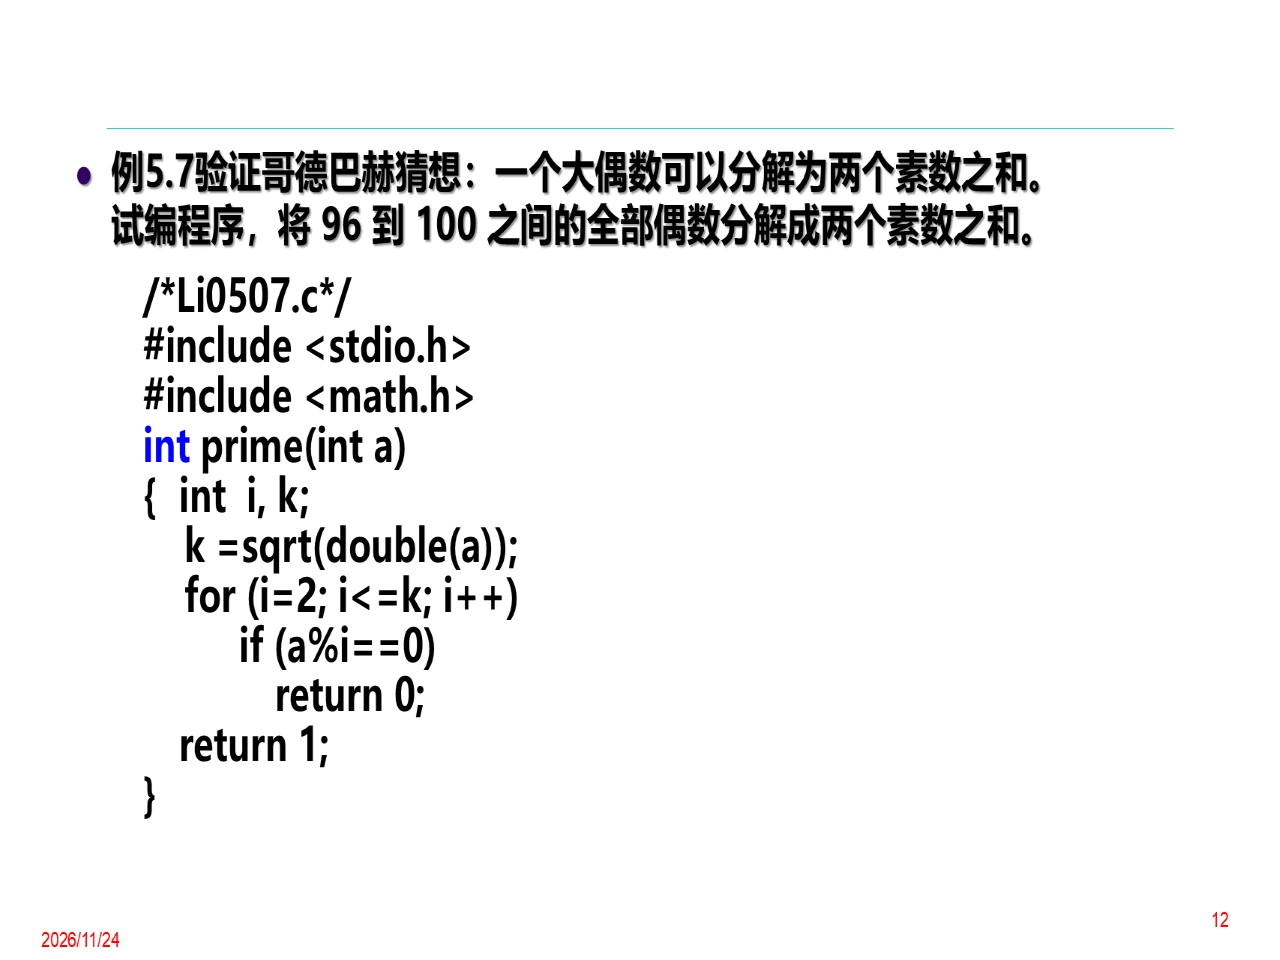 例5.7验证哥德巴赫猜想：一个大偶数可以分解为两个素数之和。
试编程序，将 96 到 100 之间的全部偶数分解成两个素数之和。
/*Li0507.c*/
#include <stdio.h>
#include <math.h>
int prime(int a)
{  int  i, k;
k =sqrt(double(a));
for (i=2; i<=k; i++)
if (a%i==0)
return 0;
return 1;
}
2026/11/24
12